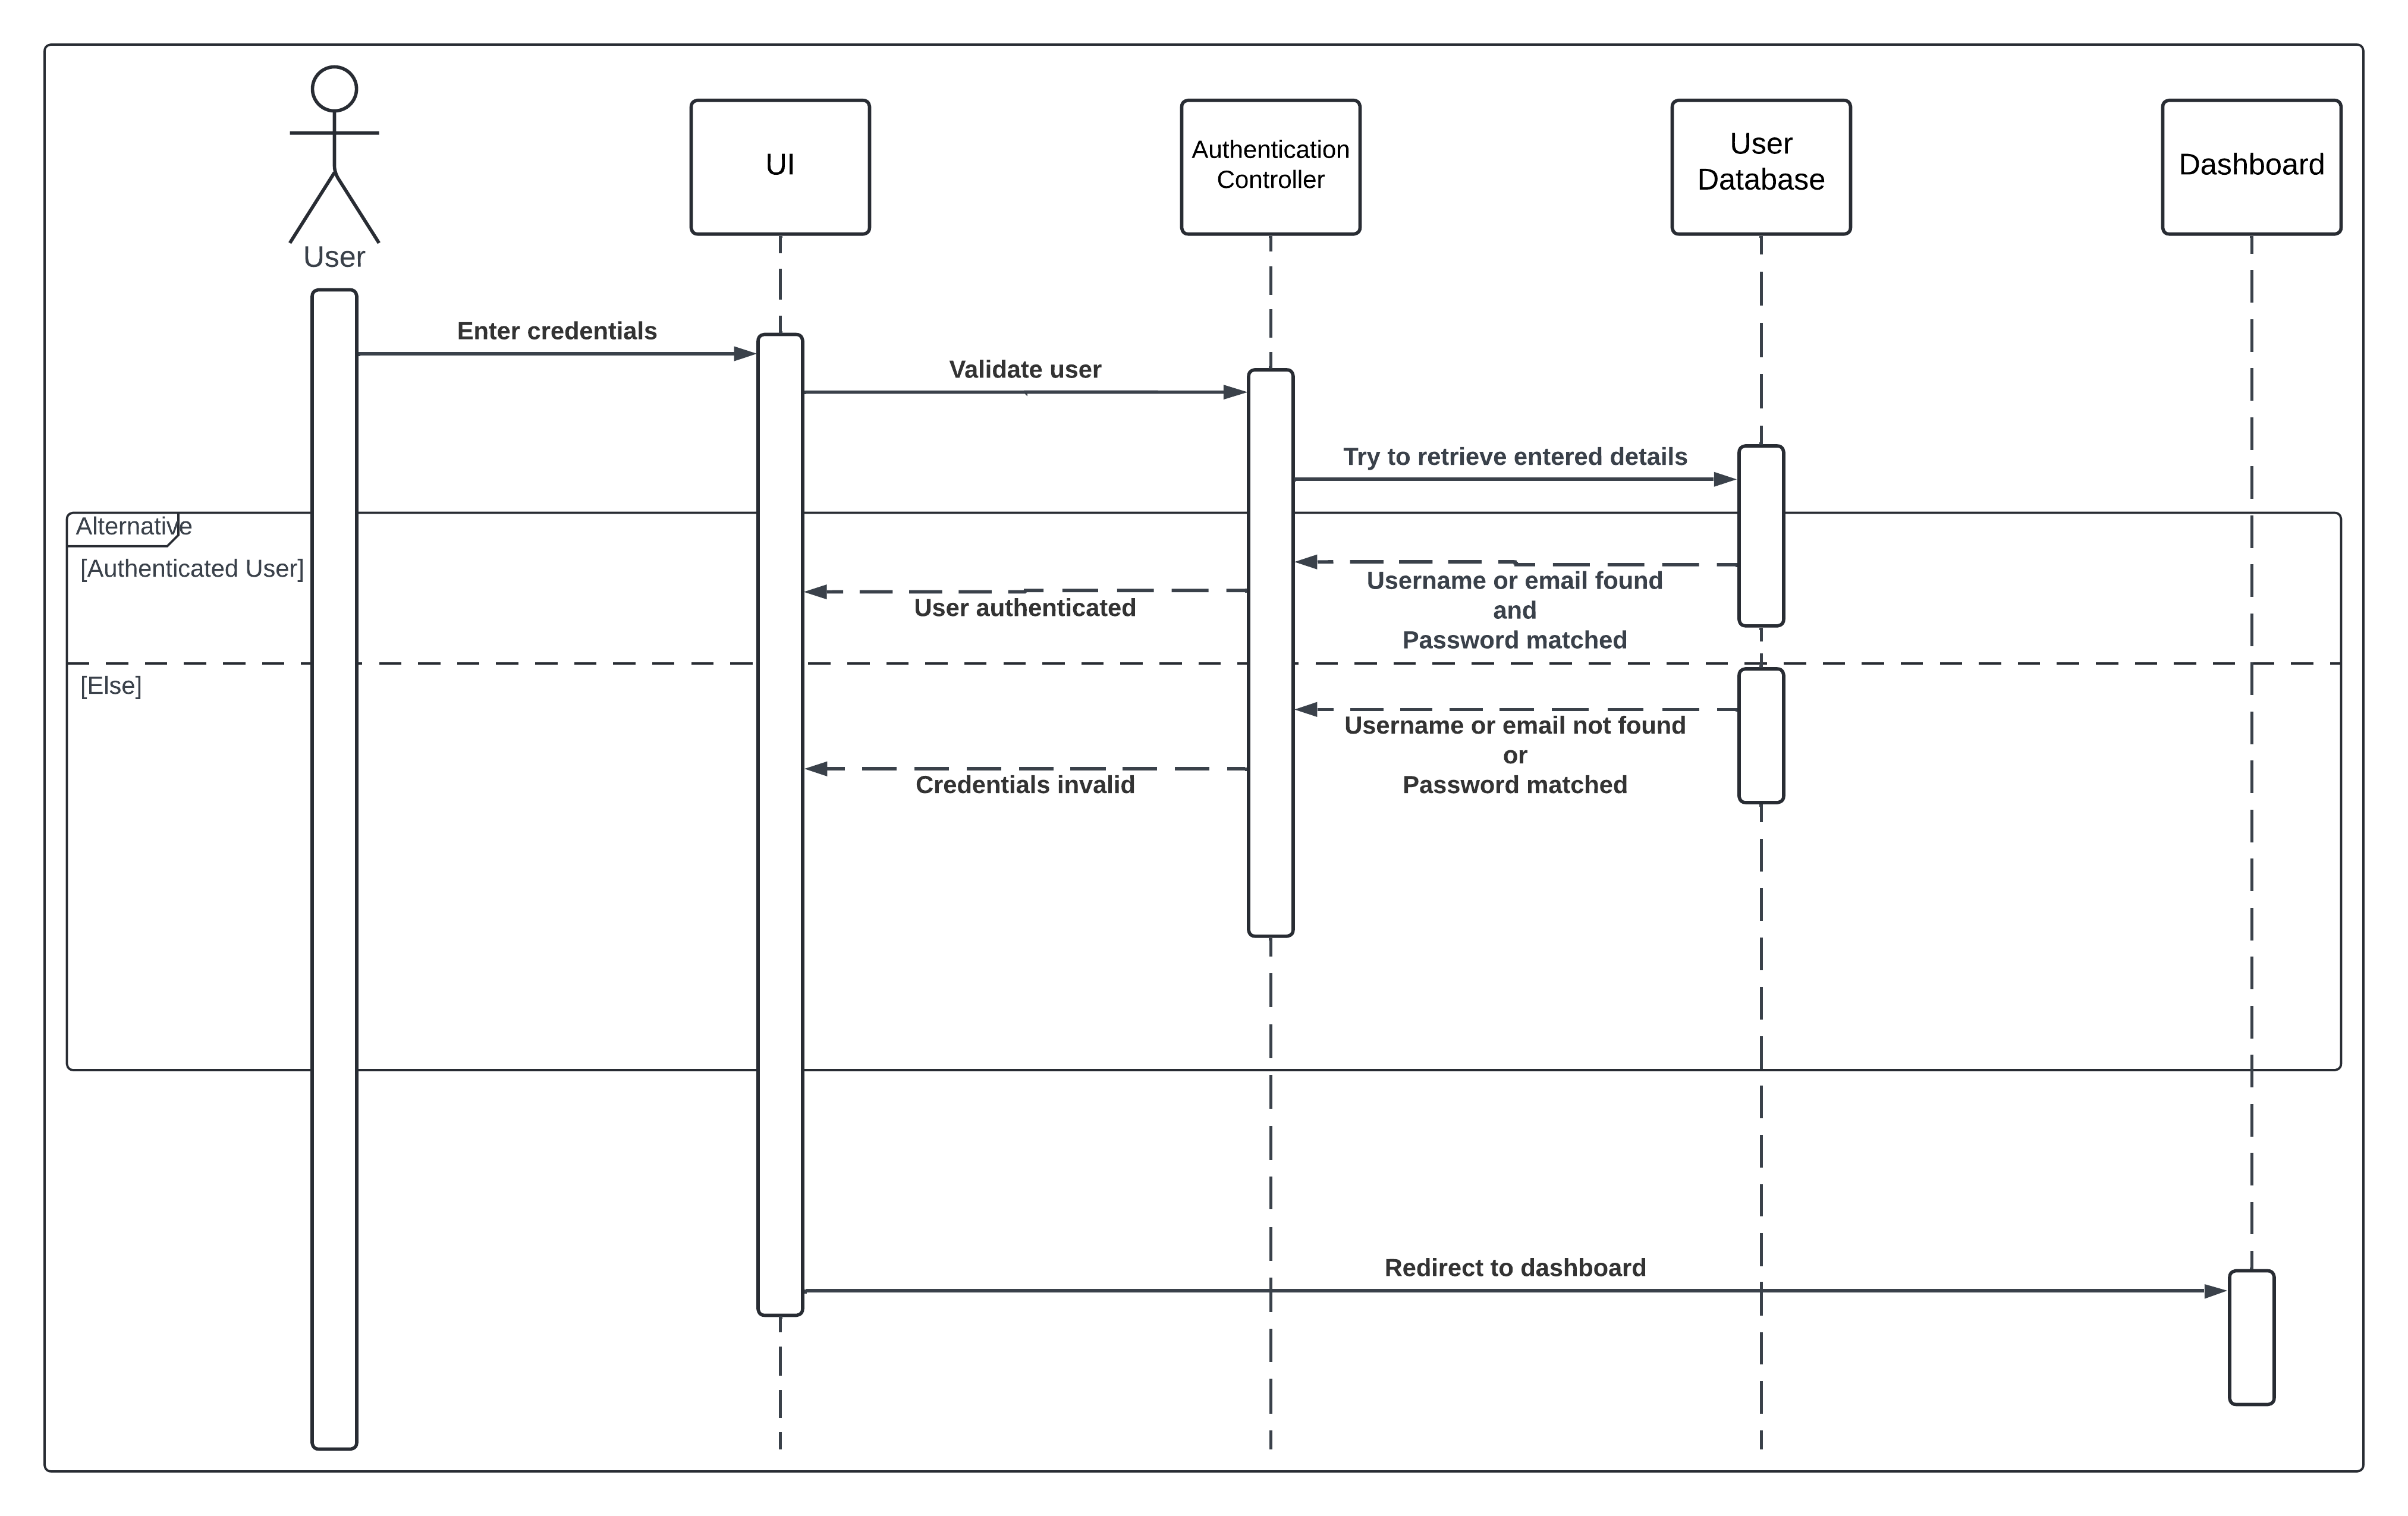 User
UI
Authentication
Controller
User
Database
Dashboard
Enter credentials
Validate user
Try to retrieve entered details
Alternative
[Authenticated User]
Username or email found
and
Password matched
User authenticated
[Else]
Username or email not found
or
Password matched
Credentials invalid
Redirect to dashboard